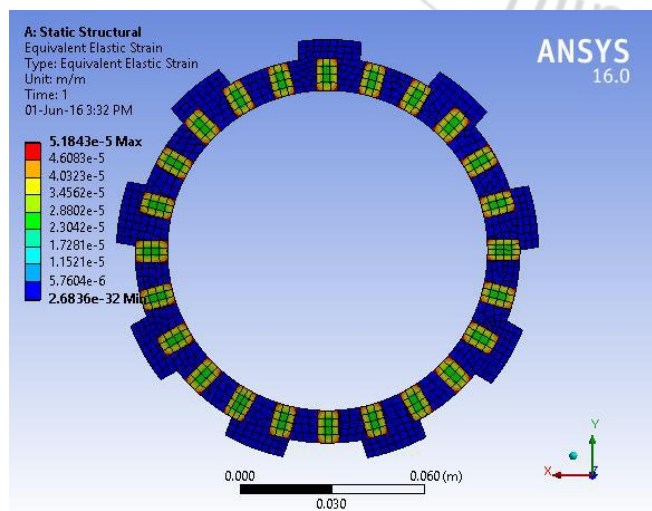 A: Static Structural
Equivalent Elastic Strain
Type: Equivalent Elastic Strain
Unit: m/m
Time: 1
01-Jun-16 3:32 PM
ANSYS
16.0
5.1843e-5 Max
4.6083e-5
4.0323e-5
3.4562e-5
2.8802e-5
2.3042e-5
1.7281e-5
1.1521e-5
5.7604e-6
2.6836e-32 Min
0.000
0.060 (m)
0.030
Y
X
Z